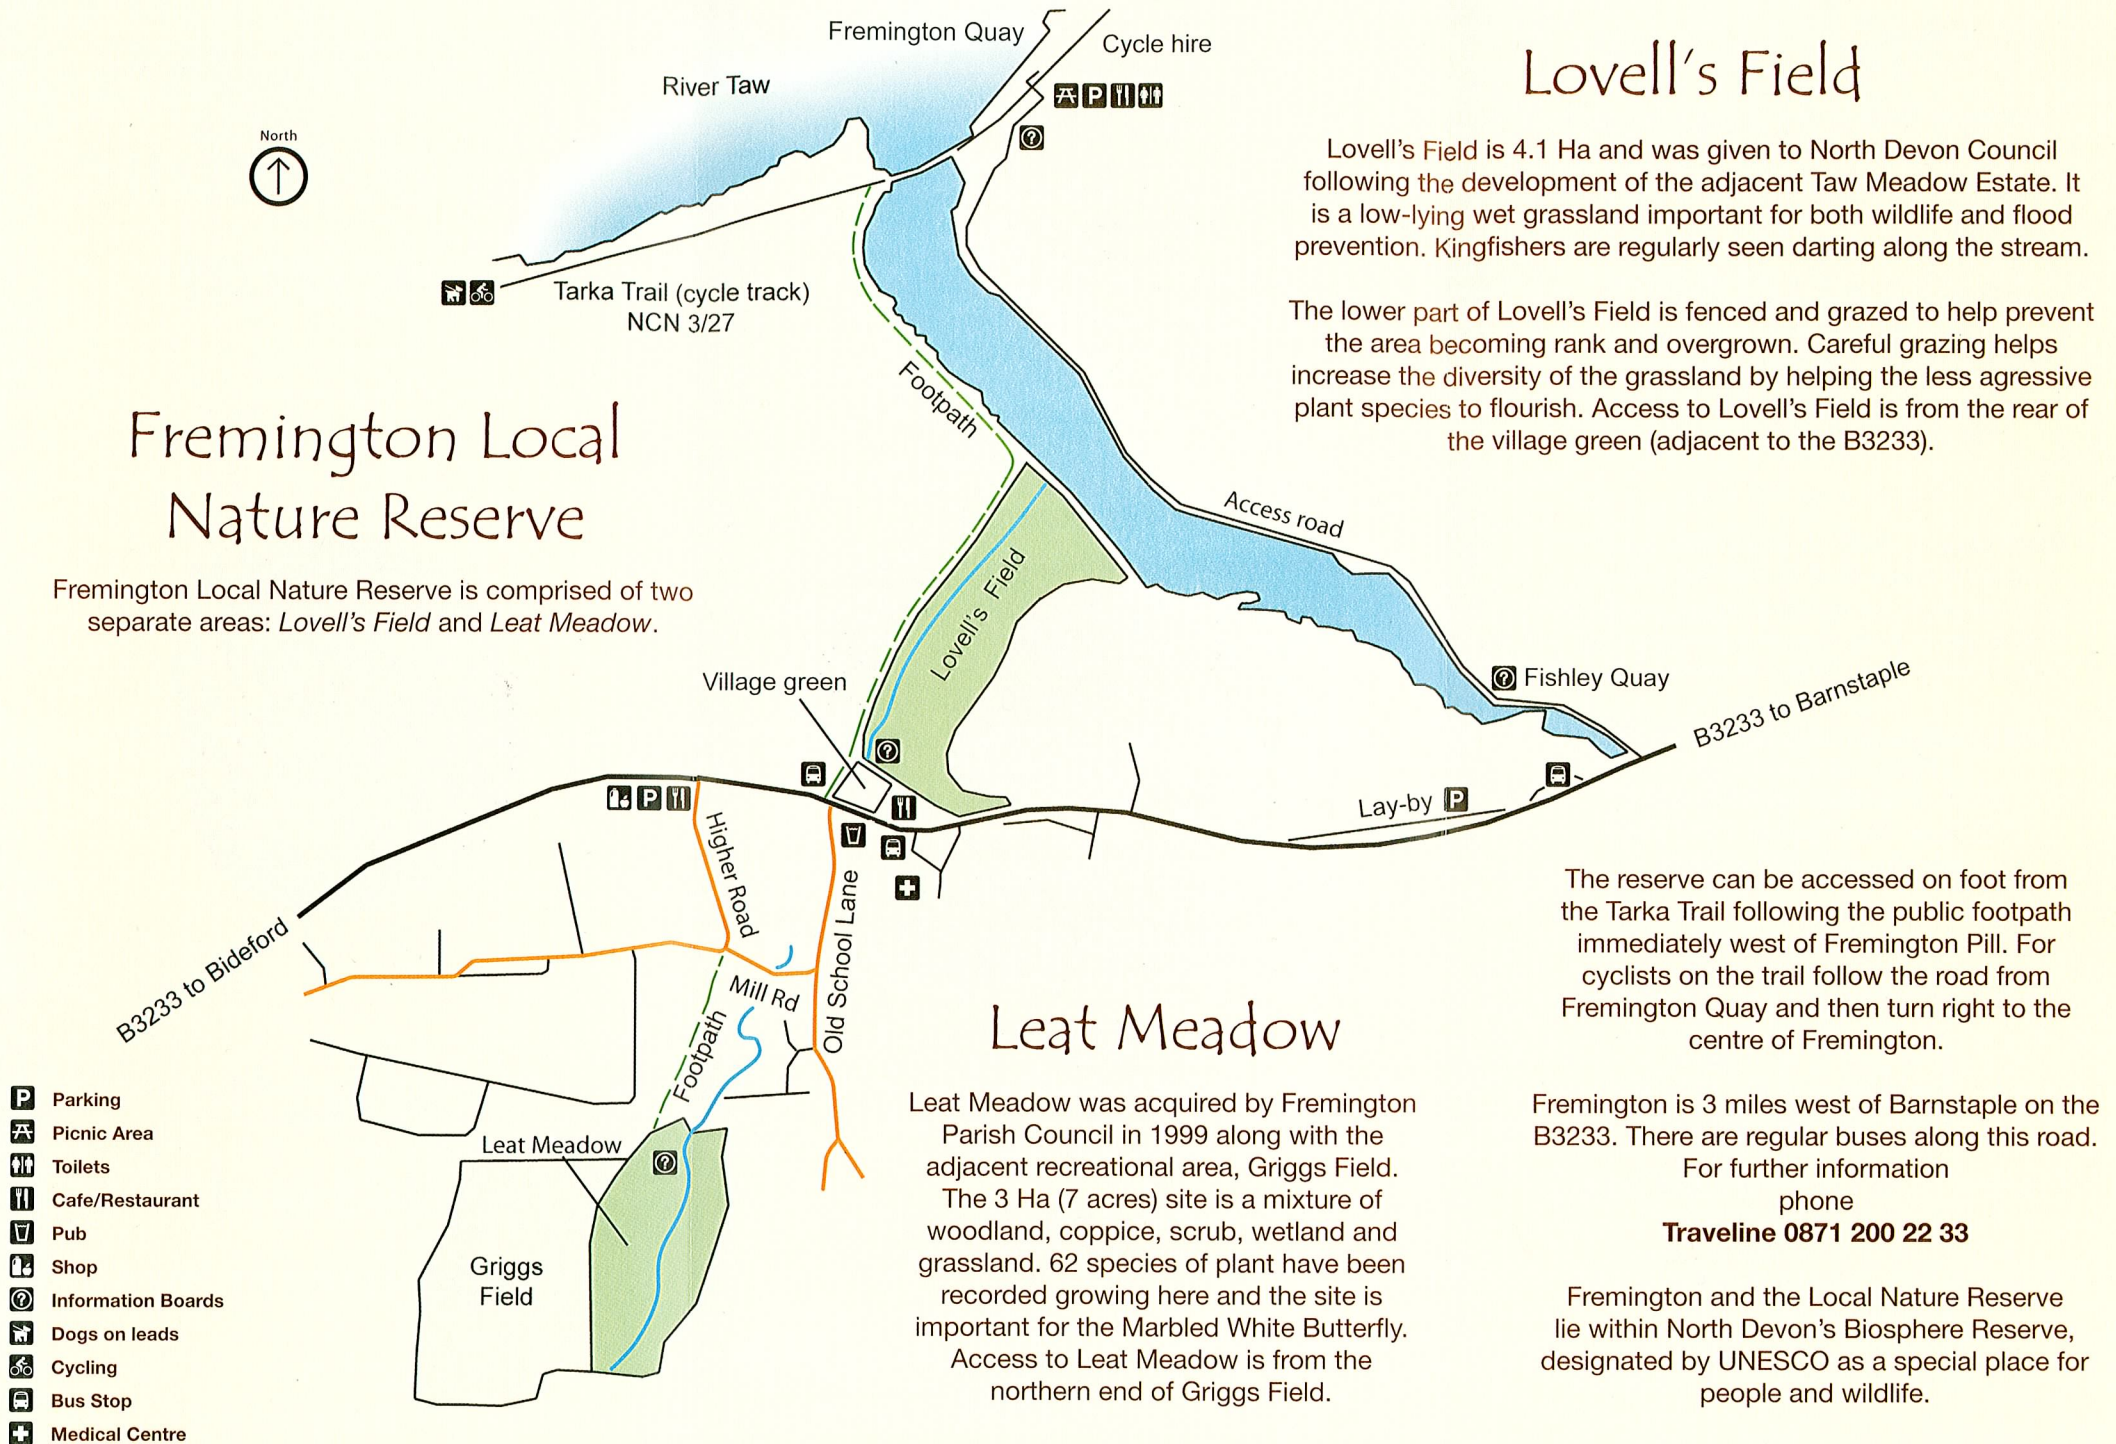 Fremington Quay
Cycle hire
River Taw
North
Tarka Trail (cycle track)
NCN 3/27
Footpath
Lovell's Field
Lovell's Field is 4.1 Ha and was given to North Devon Council
following the development of the adjacent Taw Meadow Estate. It
is a low-lying wet grassland important for both wildlife and flood
prevention. Kingfishers are regularly seen darting along the stream.
The lower part of Lovell's Field is fenced and grazed to help prevent
the area becoming rank and overgrown. Careful grazing helps
increase the diversity of the grassland by helping the less agressive
plant species to flourish. Access to Lovell's Field is from the rear of
the village green (adjacent to the B3233).
Fremington Local
Nature Reserve
Fremington Local Nature Reserve is comprised of two
separate areas: Lovell's Field and Leat Meadow.
Access road
Lovell's Field
Village green
Fishley Quay
B3233 to Barnstaple
Lay-by P
P
P
Higher Road
Old School Lane
B3233 to Bideford
Mill Rd
Footpath
Leat Meadow
Griggs
Field
P Parking
Picnic Area
Toilets
Cafe/Restaurant
Pub
Shop
? Information Boards
Dogs on leads
Cycling
Bus Stop
Medical Centre
Leat Meadow
Leat Meadow was acquired by Fremington
Parish Council in 1999 along with the
adjacent recreational area, Griggs Field.
The 3 Ha (7 acres) site is a mixture of
woodland, coppice, scrub, wetland and
grassland. 62 species of plant have been
recorded growing here and the site is
important for the Marbled White Butterfly.
Access to Leat Meadow is from the
northern end of Griggs Field.
The reserve can be accessed on foot from
the Tarka Trail following the public footpath
immediately west of Fremington Pill. For
cyclists on the trail follow the road from
Fremington Quay and then turn right to the
centre of Fremington.
Fremington is 3 miles west of Barnstaple on the
B3233. There are regular buses along this road.
For further information
phone
Traveline 0871 200 22 33
Fremington and the Local Nature Reserve
lie within North Devon's Biosphere Reserve,
designated by UNESCO as a special place for
people and wildlife.